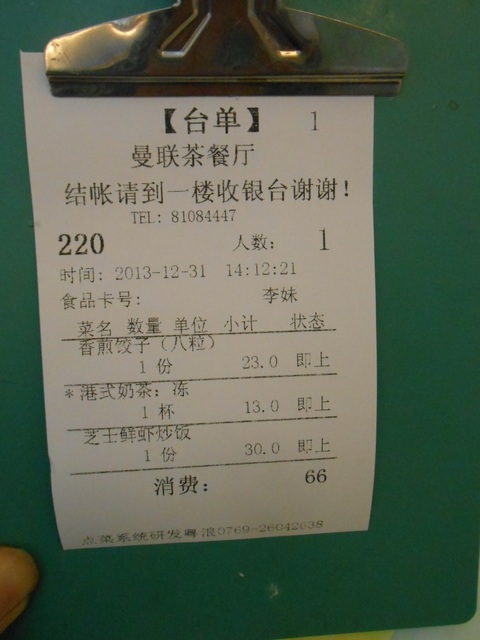 【台单】 1
曼联茶餐厅
结帐请到一楼收银台谢谢！
TEL: 81084447
220 人数： 1
时间: 2013-12-31 14:12:21
食品卡号: 李妹
菜名 数量 单位 小计 状态
香煎饺子（八粒）
1 份 23.0 即上
*港式奶茶：冻
1 杯 13.0 即上
芝士鲜虾炒饭
1 份 30.0 即上
消费： 66
点菜系统研发粤浪0769-26042638